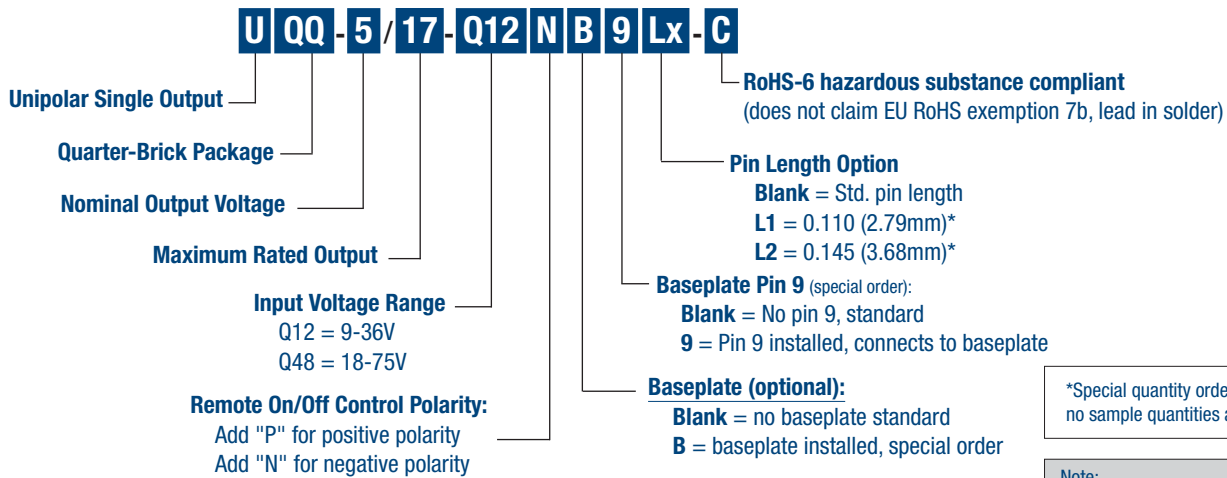 U QQ - 5 / 17 - Q12 N B 9 Lx - C
Unipolar Single Output
Quarter-Brick Package
Nominal Output Voltage
Maximum Rated Output
Input Voltage Range
Q12 = 9-36V
Q48 = 18-75V
Remote On/Off Control Polarity:
Add "P" for positive polarity
Add "N" for negative polarity
RoHS-6 hazardous substance compliant
(does not claim EU RoHS exemption 7b, lead in solder)
Pin Length Option
Blank = Std. pin length
L1 = 0.110 (2.79mm)*
L2 = 0.145 (3.68mm)*
Baseplate Pin 9 (special order):
Blank = No pin 9, standard
9 = Pin 9 installed, connects to baseplate
Baseplate (optional):
Blank = no baseplate standard
B = baseplate installed, special order
*Special quantity orde
no sample quantities a
Note: